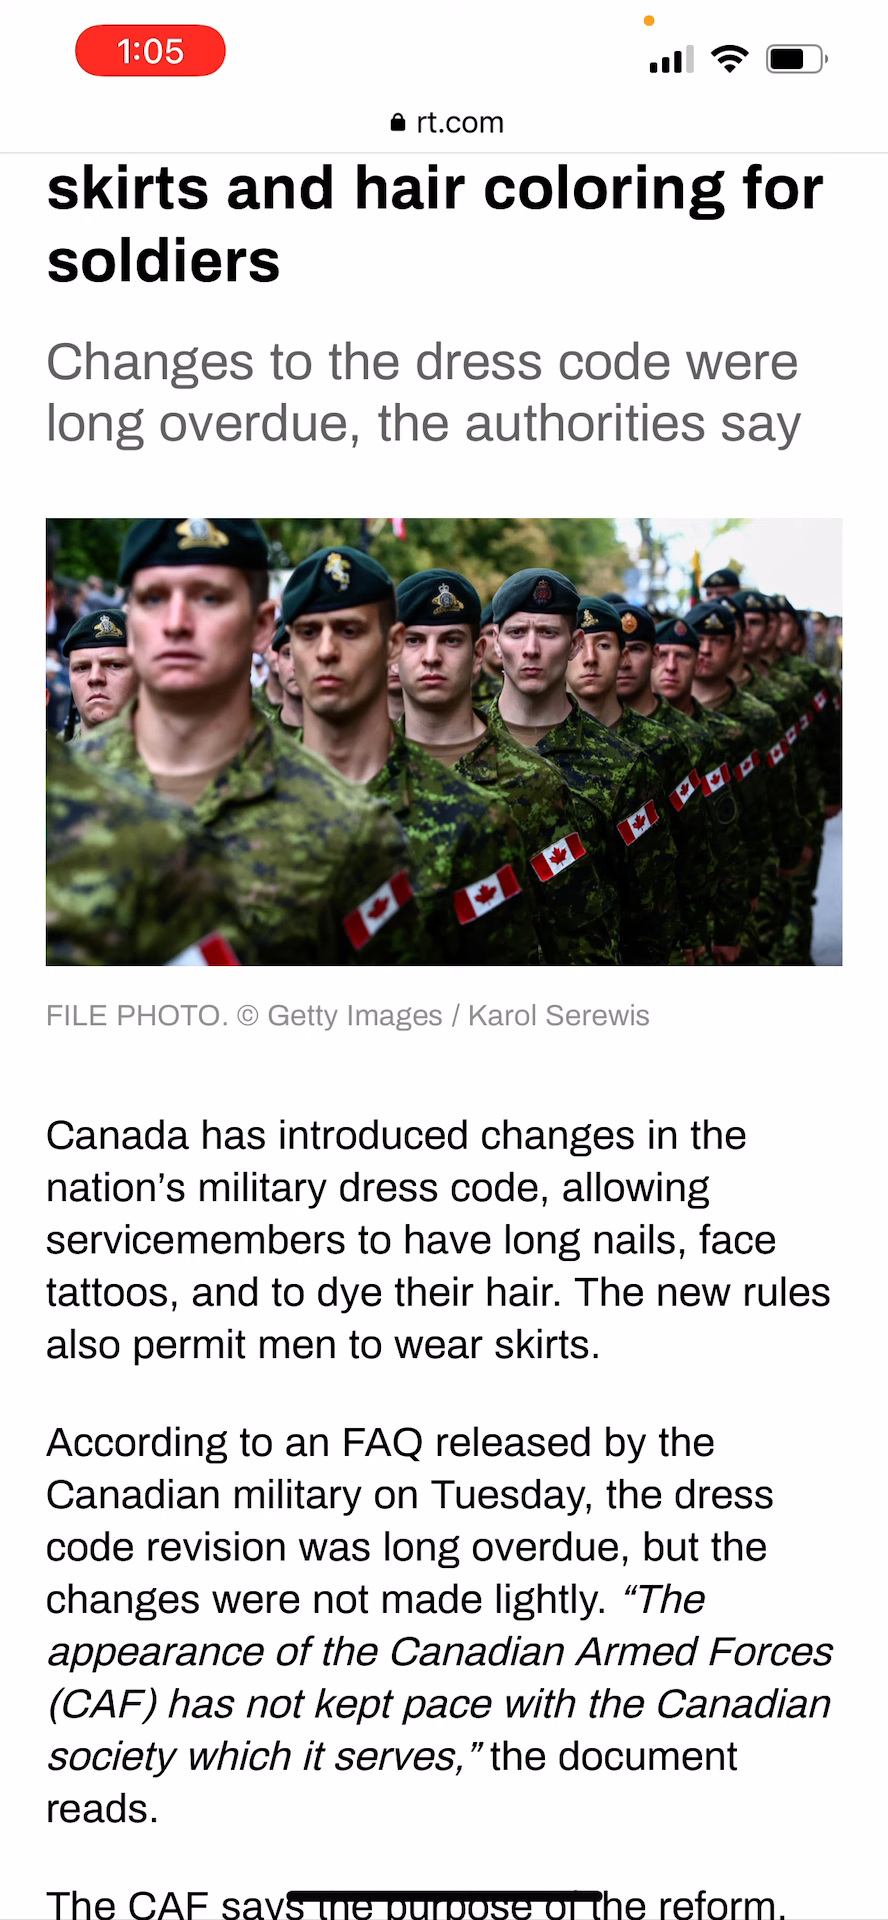 1:05
rt.com
skirts and hair coloring for
soldiers
Changes to the dress code were
long overdue, the authorities say
FILE PHOTO. © Getty Images / Karol Serewis
Canada has introduced changes in the
nation’s military dress code, allowing
servicemembers to have long nails, face
tattoos, and to dye their hair. The new rules
also permit men to wear skirts.
According to an FAQ released by the
Canadian military on Tuesday, the dress
code revision was long overdue, but the
changes were not made lightly. “The
appearance of the Canadian Armed Forces
(CAF) has not kept pace with the Canadian
society which it serves,” the document
reads.
The CAF says the purpose of the reform,